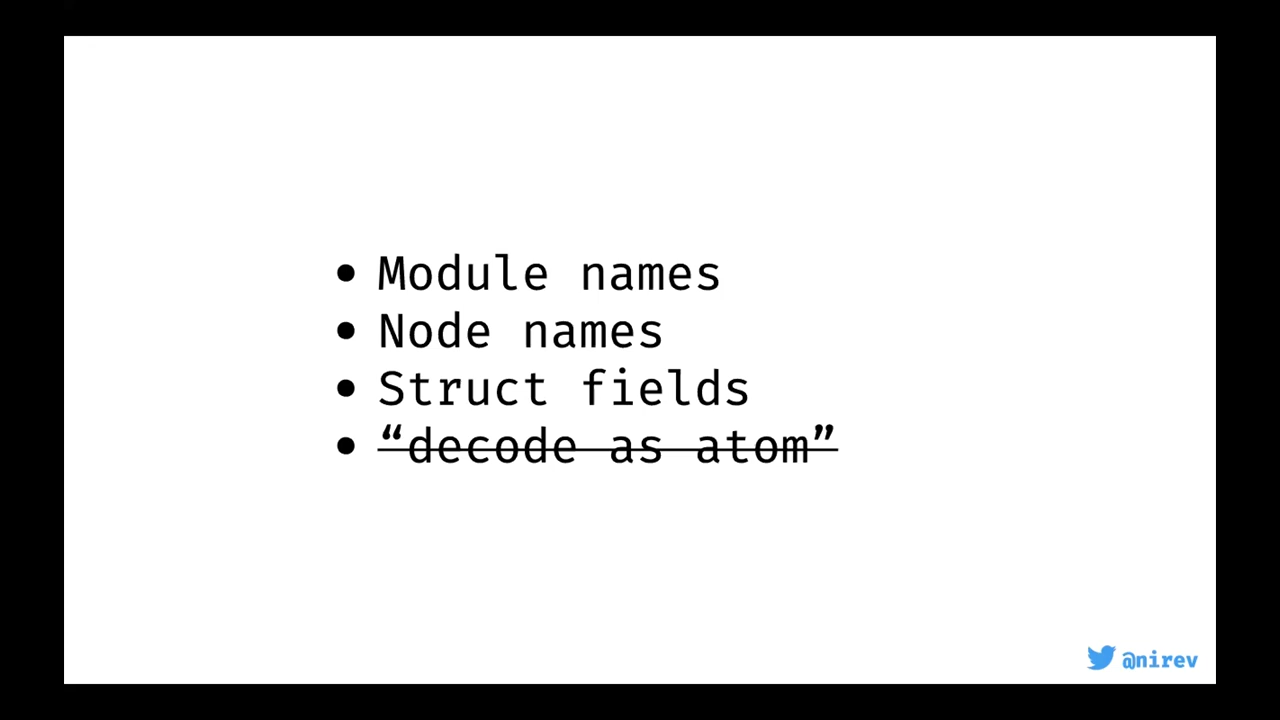 • Module names
• Node names
• Struct fields
• “decode as atom”
@nirev